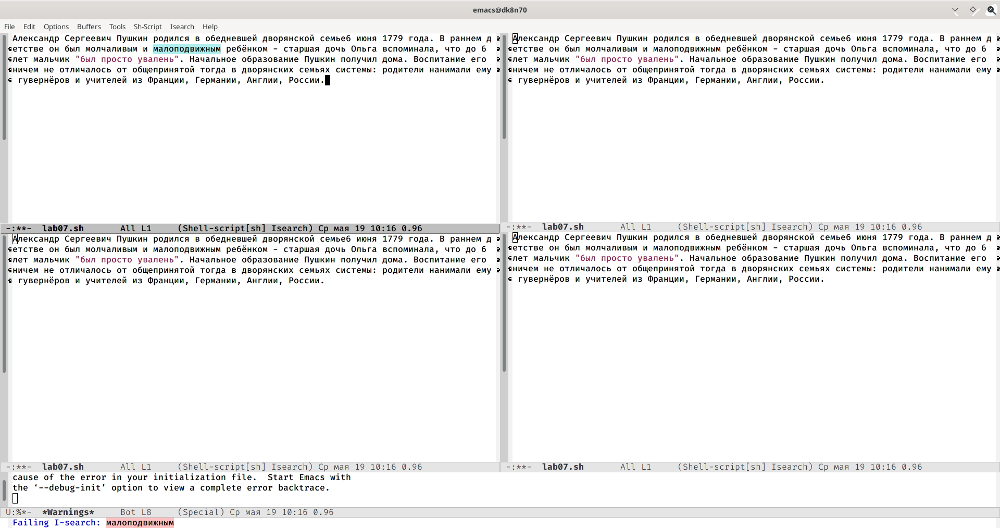 emacs@dk8n70
File Edit Options Buffers Tools Sh-Script Isearch Help
Александр Сергеевич Пушкин родился в обедневшей дворянской семье6 июня 1779 года. В раннем д
етстве он был молчаливым и малоподвижным ребёнком - старшая дочь Ольга вспоминала, что до 6
лет мальчик "был просто увалень". Начальное образование Пушкин получил дома. Воспитание его
ничем не отличалось от общепринятой тогда в дворянских семьях системы: родители нанимали ему
гувернёров и учителей из Франции, Германии, Англии, России.
-:**-  lab07.sh       All L1     (Shell-script[sh] Isearch) Ср мая 19 10:16 0.96
Александр Сергеевич Пушкин родился в обедневшей дворянской семье6 июня 1779 года. В раннем д
етстве он был молчаливым и малоподвижным ребёнком - старшая дочь Ольга вспоминала, что до 6
лет мальчик "был просто увалень". Начальное образование Пушкин получил дома. Воспитание его
ничем не отличалось от общепринятой тогда в дворянских семьях системы: родители нанимали ему
гувернёров и учителей из Франции, Германии, Англии, России.
-:**-  lab07.sh       All L1     (Shell-script[sh] Isearch) Ср мая 19 10:16 0.96
Александр Сергеевич Пушкин родился в обедневшей дворянской семье6 июня 1779 года. В раннем д
етстве он был молчаливым и малоподвижным ребёнком - старшая дочь Ольга вспоминала, что до 6
лет мальчик "был просто увалень". Начальное образование Пушкин получил дома. Воспитание его
ничем не отличалось от общепринятой тогда в дворянских семьях системы: родители нанимали ему
гувернёров и учителей из Франции, Германии, Англии, России.
-:**-  lab07.sh       All L1     (Shell-script[sh] Isearch) Ср мая 19 10:16 0.96
Александр Сергеевич Пушкин родился в обедневшей дворянской семье6 июня 1779 года. В раннем д
етстве он был молчаливым и малоподвижным ребёнком - старшая дочь Ольга вспоминала, что до 6
лет мальчик "был просто увалень". Начальное образование Пушкин получил дома. Воспитание его
ничем не отличалось от общепринятой тогда в дворянских семьях системы: родители нанимали ему
гувернёров и учителей из Франции, Германии, Англии, России.
-:**-  lab07.sh       All L1     (Shell-script[sh] Isearch) Ср мая 19 10:16 0.96
cause of the error in your initialization file.  Start Emacs with
the ‘--debug-init’ option to view a complete error backtrace.
U:%*-  *Warnings*     Bot L8     (Special) Ср мая 19 10:16 0.96
Failing I-search: малоподвижным